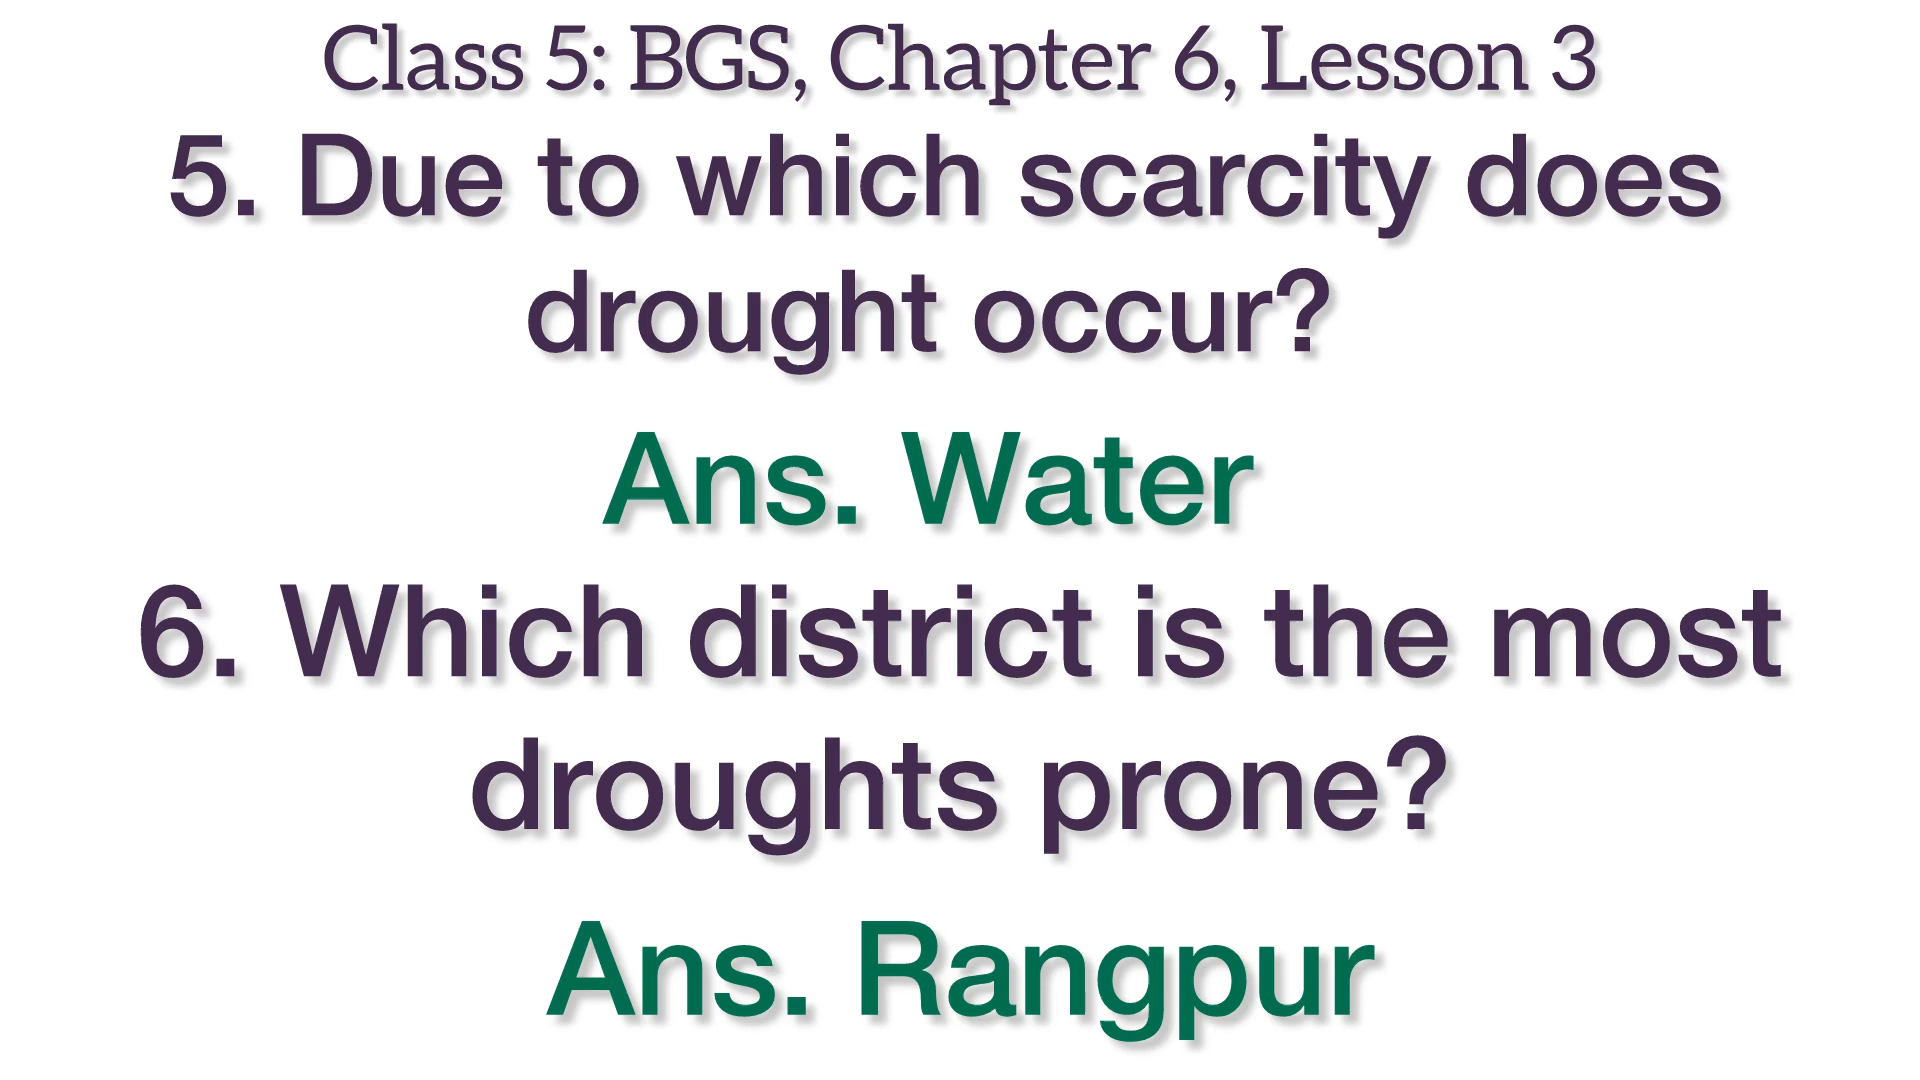 Class 5: BGS, Chapter 6, Lesson 3
5. Due to which scarcity does
drought occur?
Ans. Water
6. Which district is the most
droughts prone?
Ans. Rangpur